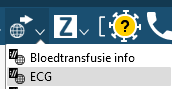 Z [ ?
Bloedtransfusie info
ECG